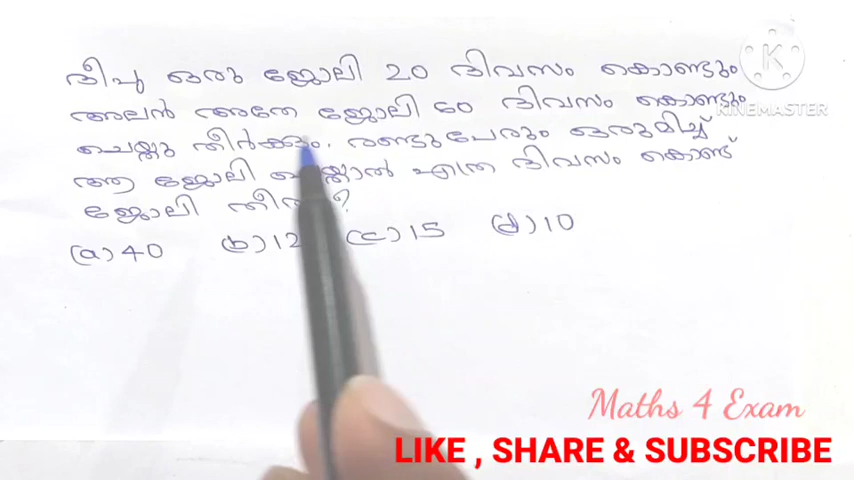 ദീപു ഒരു ജോലി 20 ദിവസം കൊണ്ടും
അലൻ അതേ ജോലി 60 ദിവസം കൊണ്ടും
ചെയ്തു തീർക്കും. രണ്ടുപേരും ഒരുമിച്ച്
ആ ജോലി ചെയ്താൽ എത്ര ദിവസം കൊണ്ട്
ജോലി തീരും?
(a) 40 (b) 12 (c) 15 (d) 10
K
KINEMASTER
Maths 4 Exam
LIKE , SHARE & SUBSCRIBE